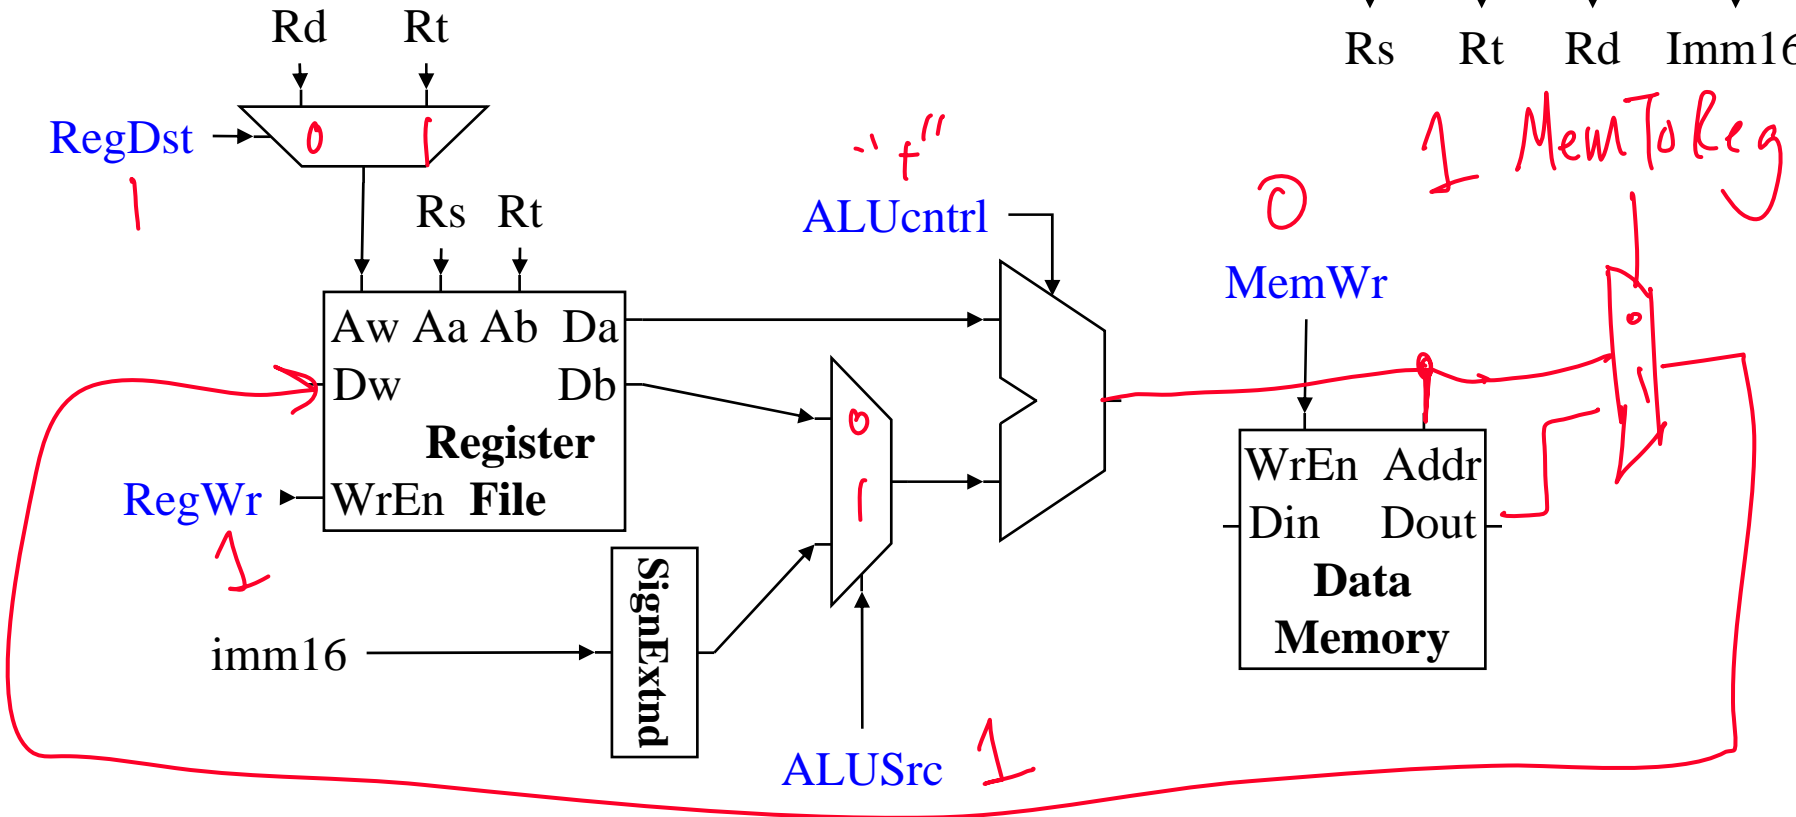 Rd Rt
Rs Rt Rd Imm16
RegDst 0 1
1
"+"
1 MemToReg
0
Rs Rt
ALUcntrl
MemWr
Aw Aa Ab Da
0
Dw Db
1
0
Register
WrEn Addr
RegWr WrEn File
1
Din Dout
1
SignExtnd
Data
imm16
Memory
ALUSrc 1